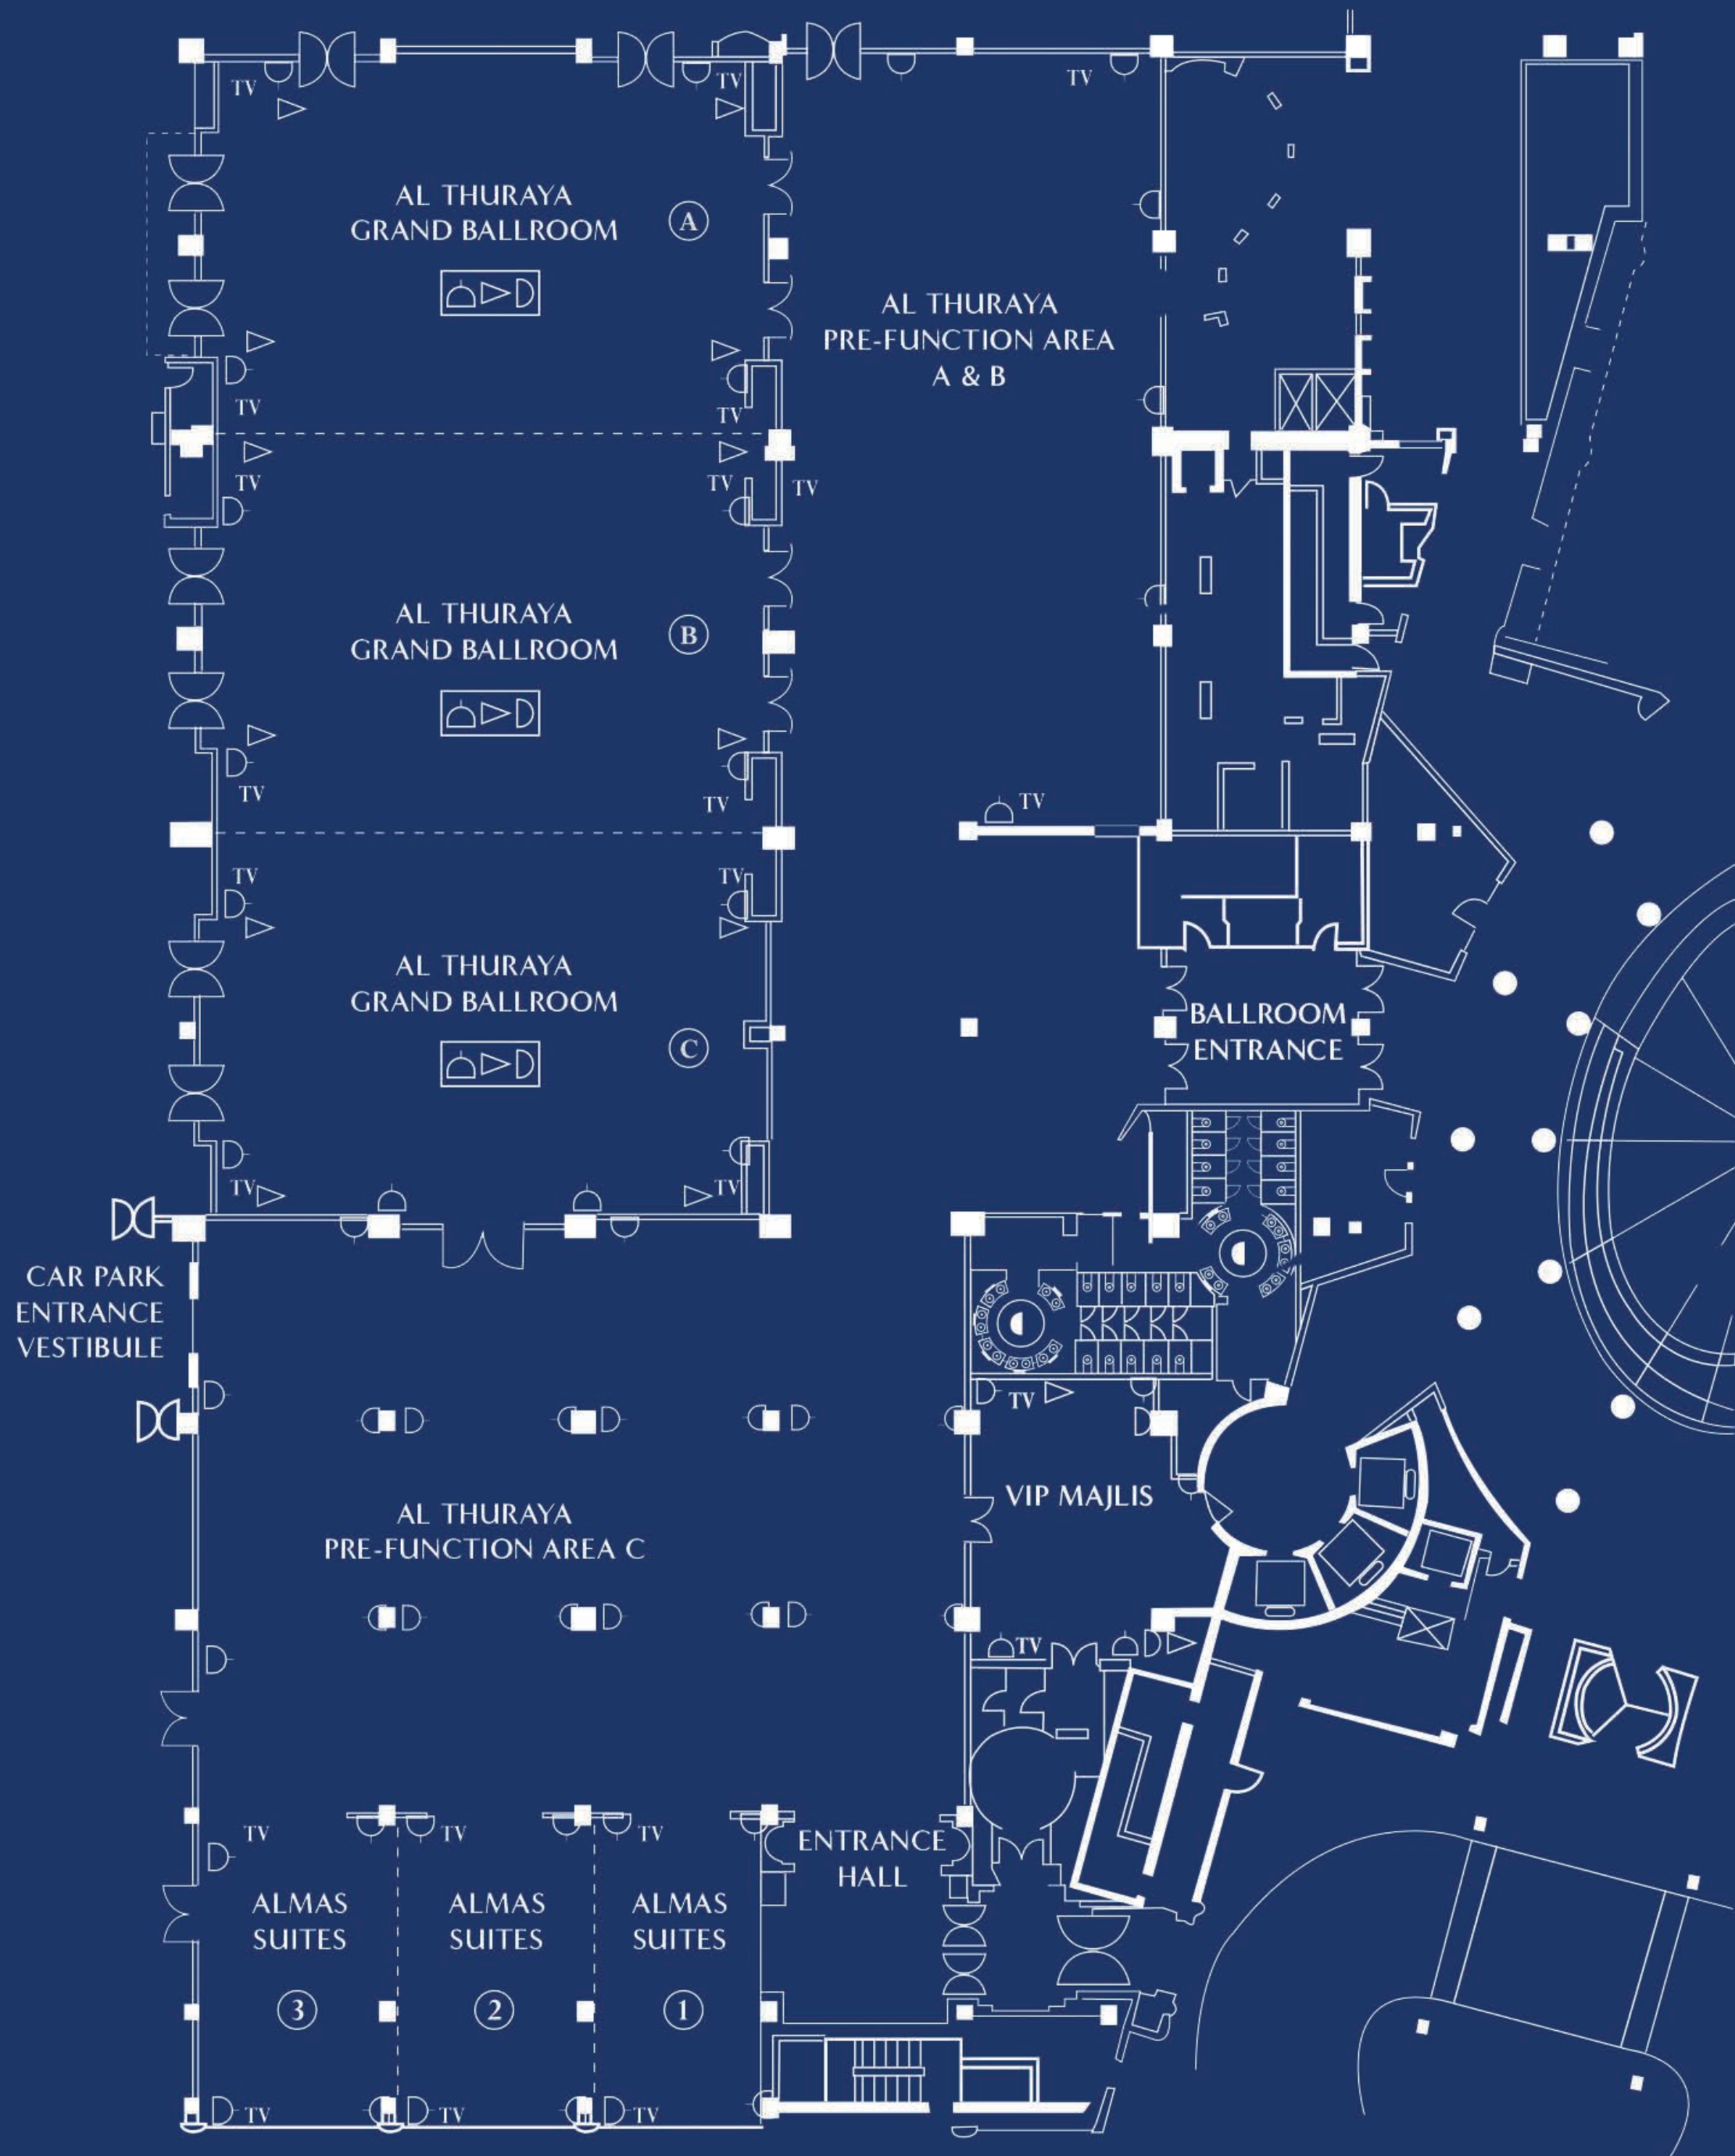 TV
TV
TV
AL THURAYA
GRAND BALLROOM
A
AL THURAYA
PRE-FUNCTION AREA
A & B
TV
TV
TV
TV
TV
AL THURAYA
GRAND BALLROOM
B
TV
TV
TV
TV
TV
AL THURAYA
GRAND BALLROOM
C
BALLROOM
ENTRANCE
TV
TV
CAR PARK
ENTRANCE
VESTIBULE
TV
VIP MAJLIS
AL THURAYA
PRE-FUNCTION AREA C
TV
TV
TV
TV
ENTRANCE
HALL
ALMAS
SUITES
3
ALMAS
SUITES
2
ALMAS
SUITES
1
TV
TV
TV